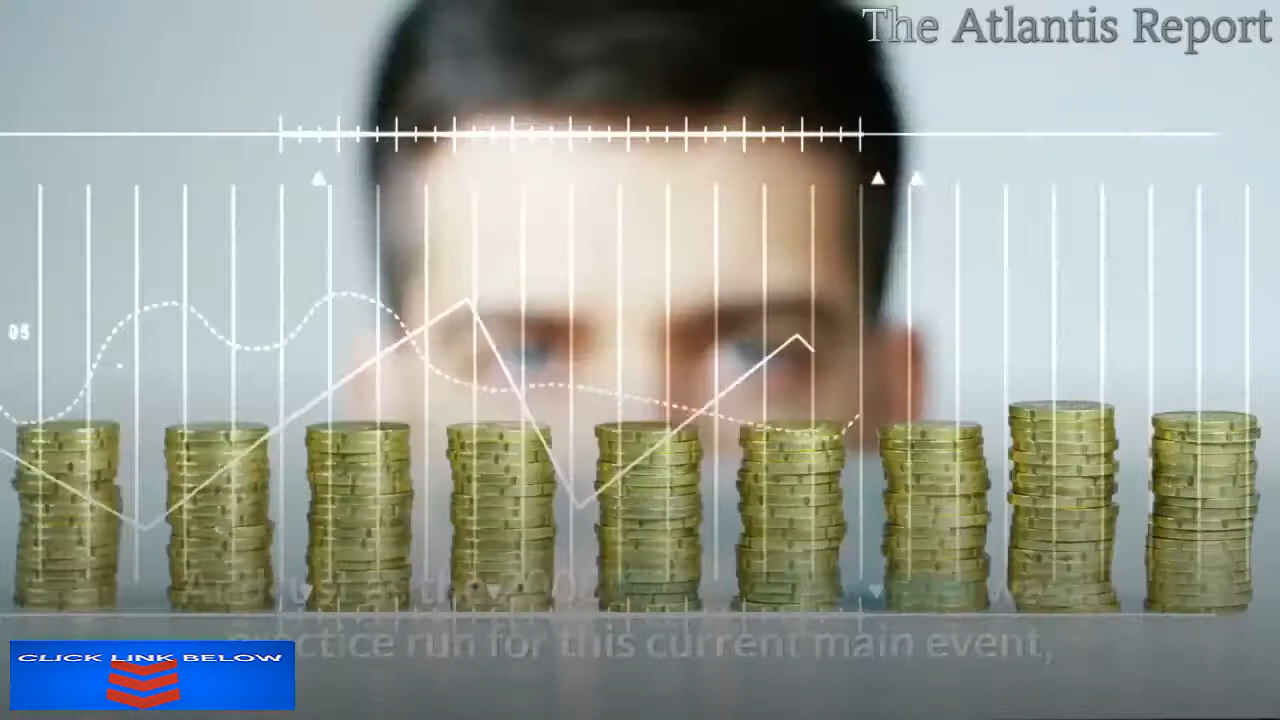 The Atlantis Report
05
practice run for this current main event,
CLICK LINK BELOW